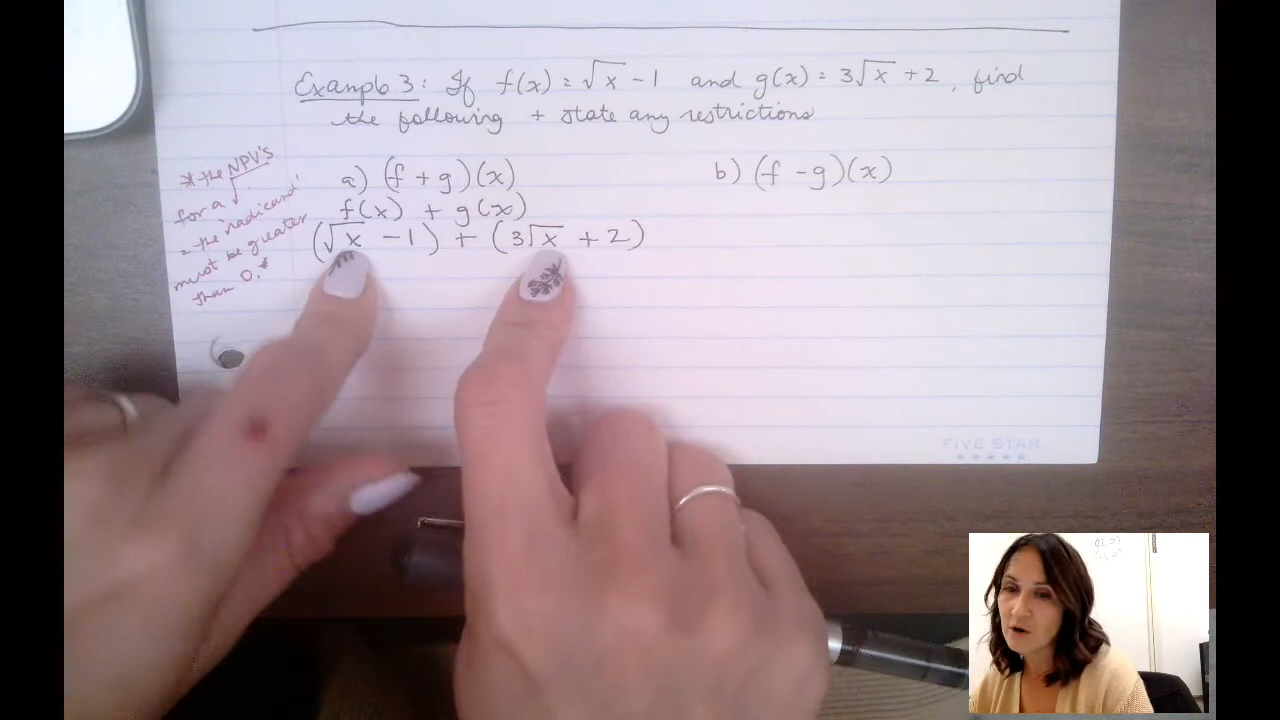 Example 3: If f(x) = √x - 1 and g(x) = 3√x + 2, find
the following + state any restrictions
* the NPV's
for a √
= the 'radicand'
must be greater
than 0.*
a) (f + g)(x)
f(x) + g(x)
(√x - 1) + (3√x + 2)
b) (f - g)(x)
FIVE STAR